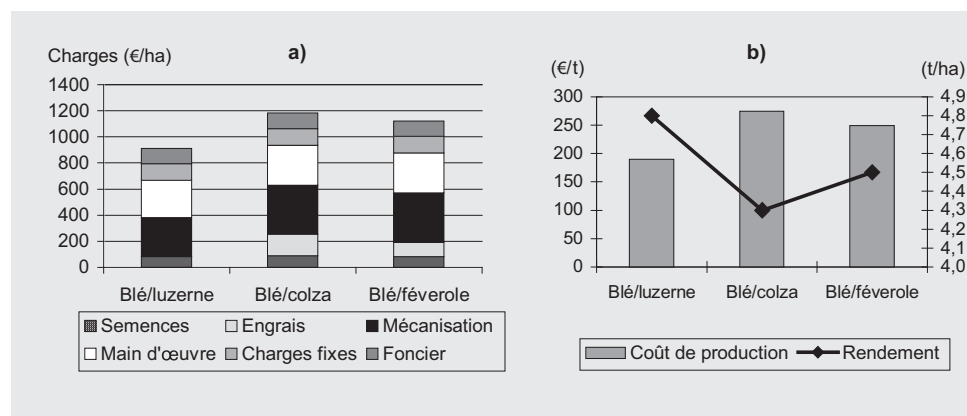 a)
Charges (€/ha)
1400
1200
1000
800
600
400
200
0
Blé/luzerne Blé/colza Blé/féverole
Semences Engrais Mécanisation
Main d'œuvre Charges fixes Foncier
b)
(€/t) (t/ha)
300 4,9
4,8
250 4,7
200 4,6
4,5
150 4,4
100 4,3
4,2
50 4,1
0 4,0
Blé/luzerne Blé/colza Blé/féverole
Coût de production Rendement